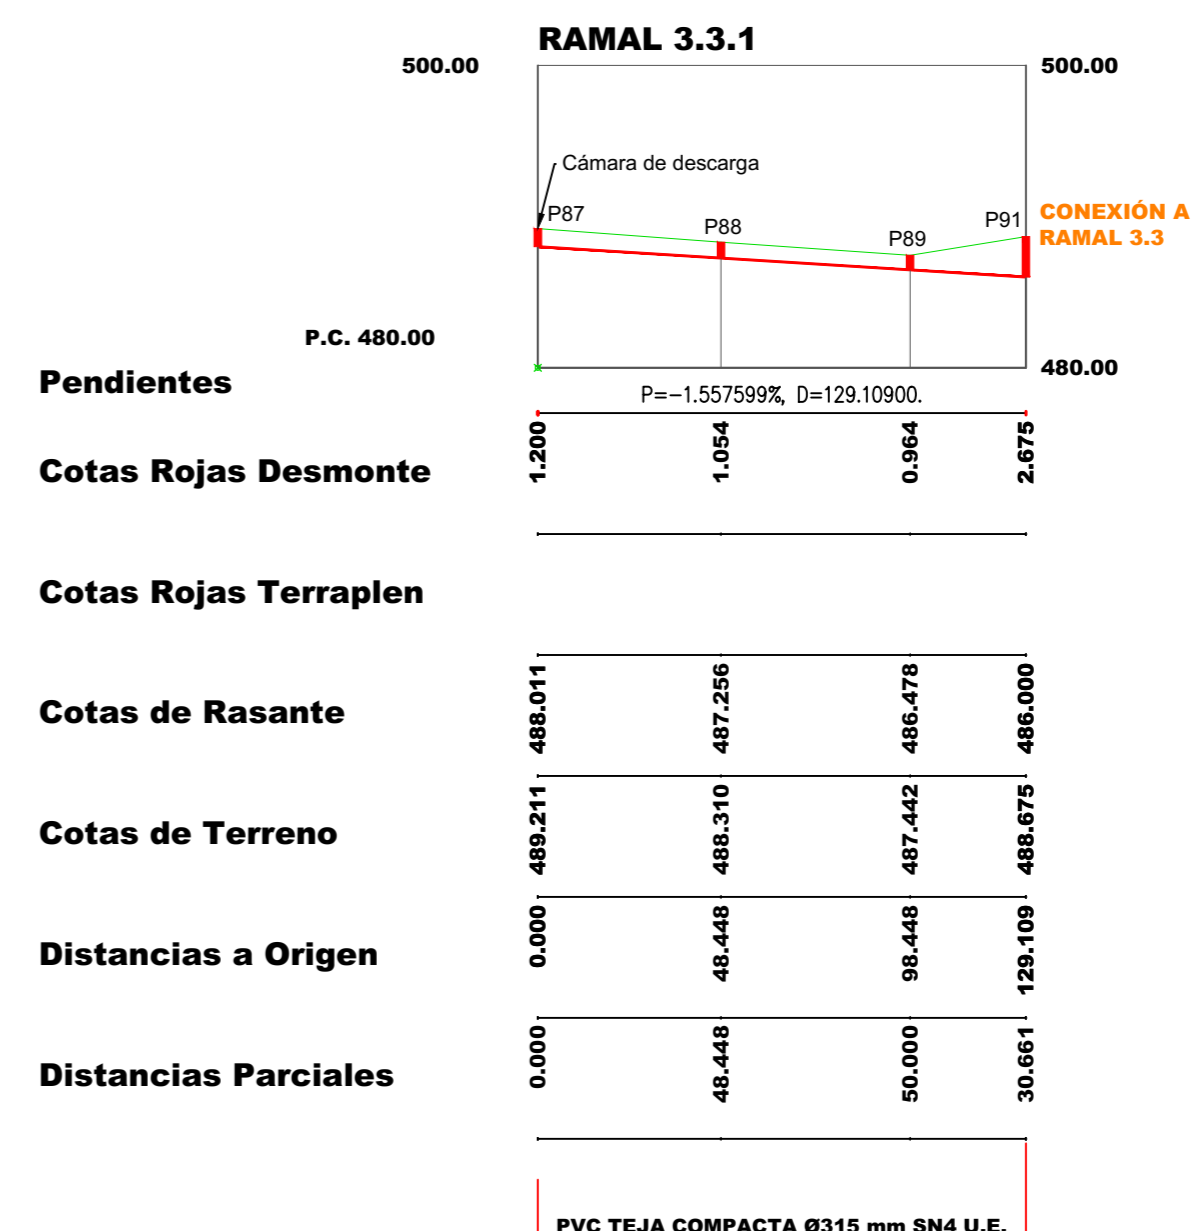 RAMAL 3.3.1
500.00
500.00
Cámara de descarga
P87
P88
P89
P91
CONEXIÓN A
RAMAL 3.3
P.C. 480.00
480.00
Pendientes
P=-1.557599%, D=129.10900.
Cotas Rojas Desmonte
1.200
1.054
0.964
2.675
Cotas Rojas Terraplen
Cotas de Rasante
488.011
487.256
486.478
486.000
Cotas de Terreno
489.211
488.310
487.442
488.675
Distancias a Origen
0.000
48.448
98.448
129.109
Distancias Parciales
0.000
48.448
50.000
30.661
PVC TEJA COMPACTA Ø315 mm SN4 U.E.